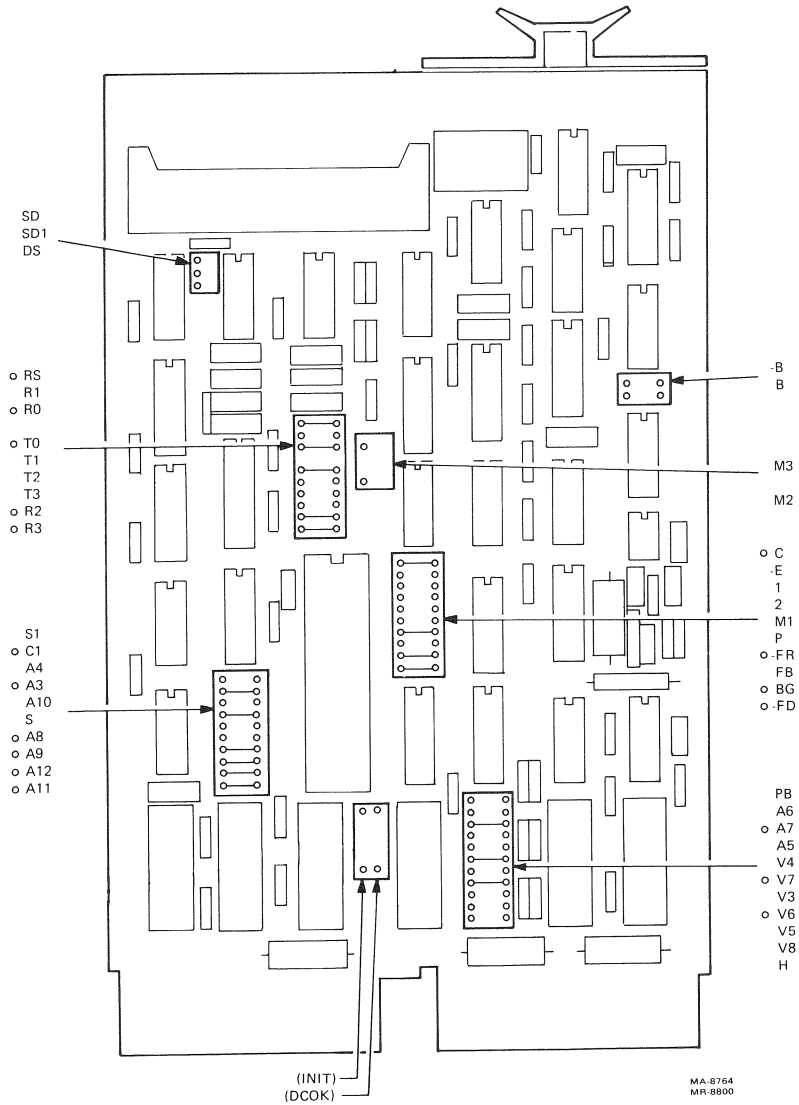 SD
SD1
DS
RS
R1
R0
T0
T1
T2
T3
R2
R3
S1
C1
A4
A3
A10
S
A8
A9
A12
A11
-B
B
M3
M2
C
-E
1
2
M1
P
-FR
FB
BG
-FD
PB
A6
A7
A5
V4
V7
V3
V6
V5
V8
H
(INIT)
(DCOK)
MA-8764
MR-8800